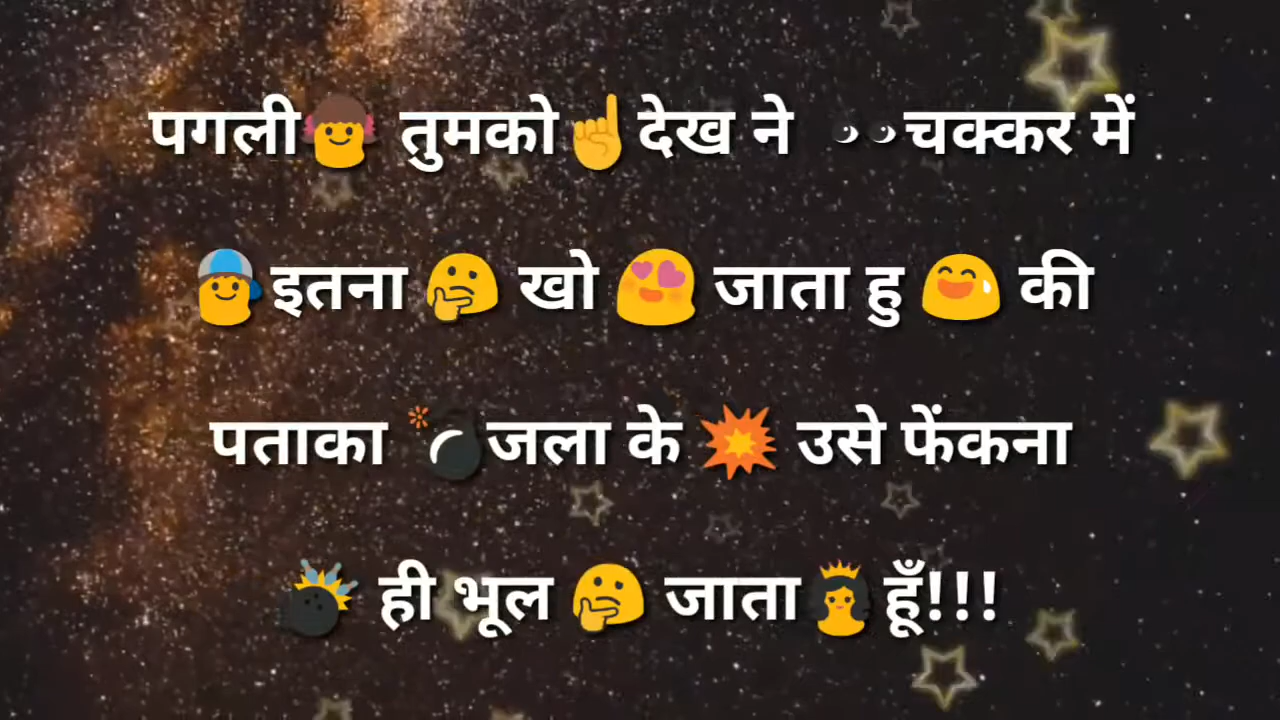 पगली👧 तुमको☝️देख ने 👀चक्कर में
👦इतना 🤔 खो 😍 जाता हु 😅 की
पताका 💣जला के 💥 उसे फेंकना
🎳 ही भूल 🤔 जाता👸हूँ!!!